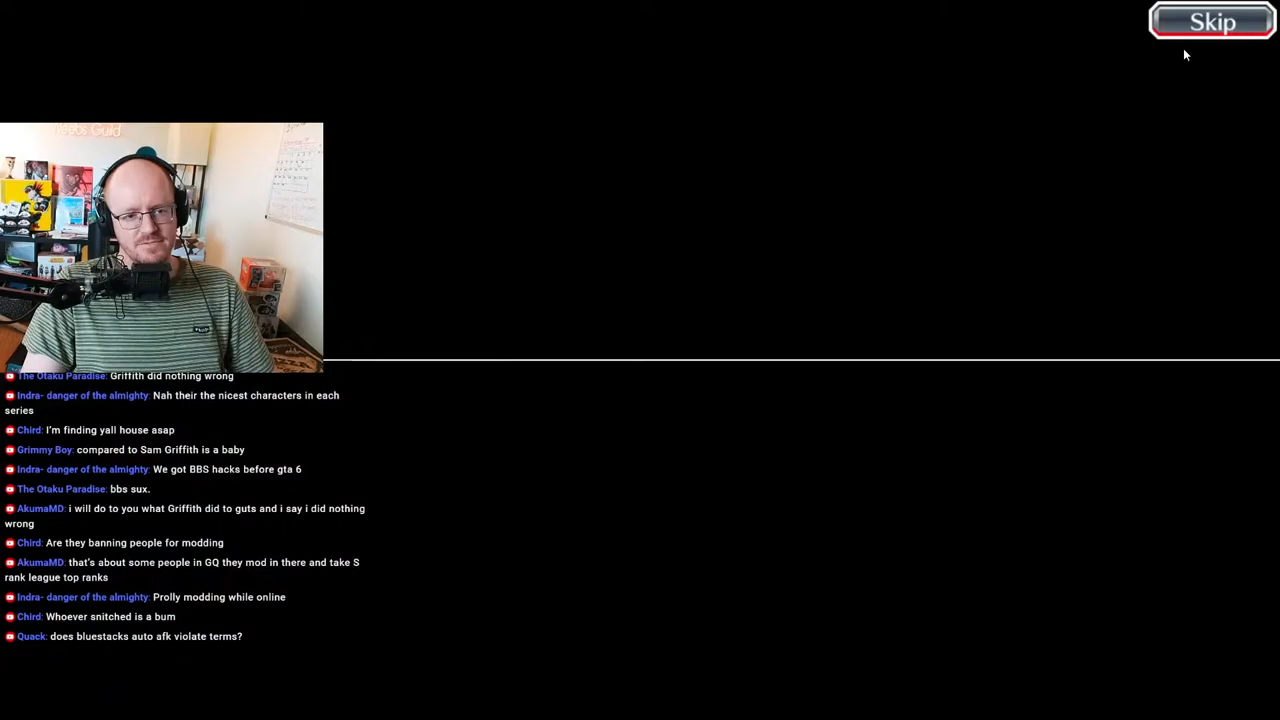 Skip
Teebs Guild
The Otaku Paradise: Griffith did nothing wrong
Indra- danger of the almighty: Nah their the nicest characters in each
series
Chird: I'm finding yall house asap
Grimmy Boy: compared to Sam Griffith is a baby
Indra- danger of the almighty: We got BBS hacks before gta 6
The Otaku Paradise: bbs sux.
AkumaMD: i will do to you what Griffith did to guts and i say i did nothing
wrong
Chird: Are they banning people for modding
AkumaMD: that's about some people in GQ they mod in there and take S
rank league top ranks
Indra- danger of the almighty: Prolly modding while online
Chird: Whoever snitched is a bum
Quack: does bluestacks auto afk violate terms?